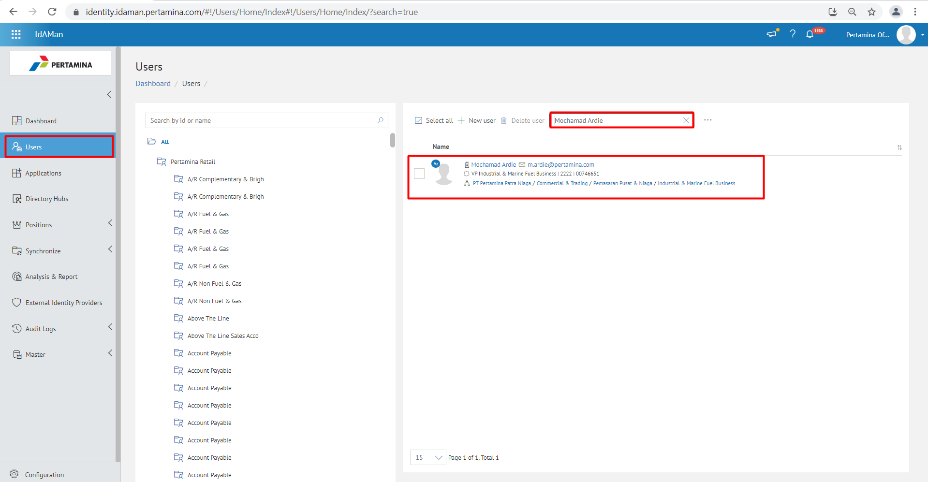 identity.idaman.pertamina.com/#!/Users/Home/Index#!/Users/Home/Index/?search=true
IdAMan
Pertamina Of...
PERTAMINA
Dashboard
Users
Applications
Directory Hubs
Positions
Synchronize
Analysis & Report
External Identity Providers
Audit Logs
Master
Configuration
Users
Dashboard / Users /
Search by id or name
All
Pertamina Retail
A/R Complementary & Brigh
A/R Complementary & Brigh
A/R Fuel & Gas
A/R Fuel & Gas
A/R Fuel & Gas
A/R Fuel & Gas
A/R Non Fuel & Gas
A/R Non Fuel & Gas
Above The Line
Above The Line Sales Acco
Account Payable
Account Payable
Account Payable
Account Payable
Account Payable
Account Payable
Account Payable
Account Payable
Select all
New user
Delete user
Mochamad Ardie
Name
Mochamad Ardie m.ardie@pertamina.com
VP Industrial & Marine Fuel Business | 2222 | 00746651
PT Pertamina Patra Niaga / Commercial & Trading / Pemasaran Pusat & Niaga / Industrial & Marine Fuel Business
15 Page 1 of 1, Total 1